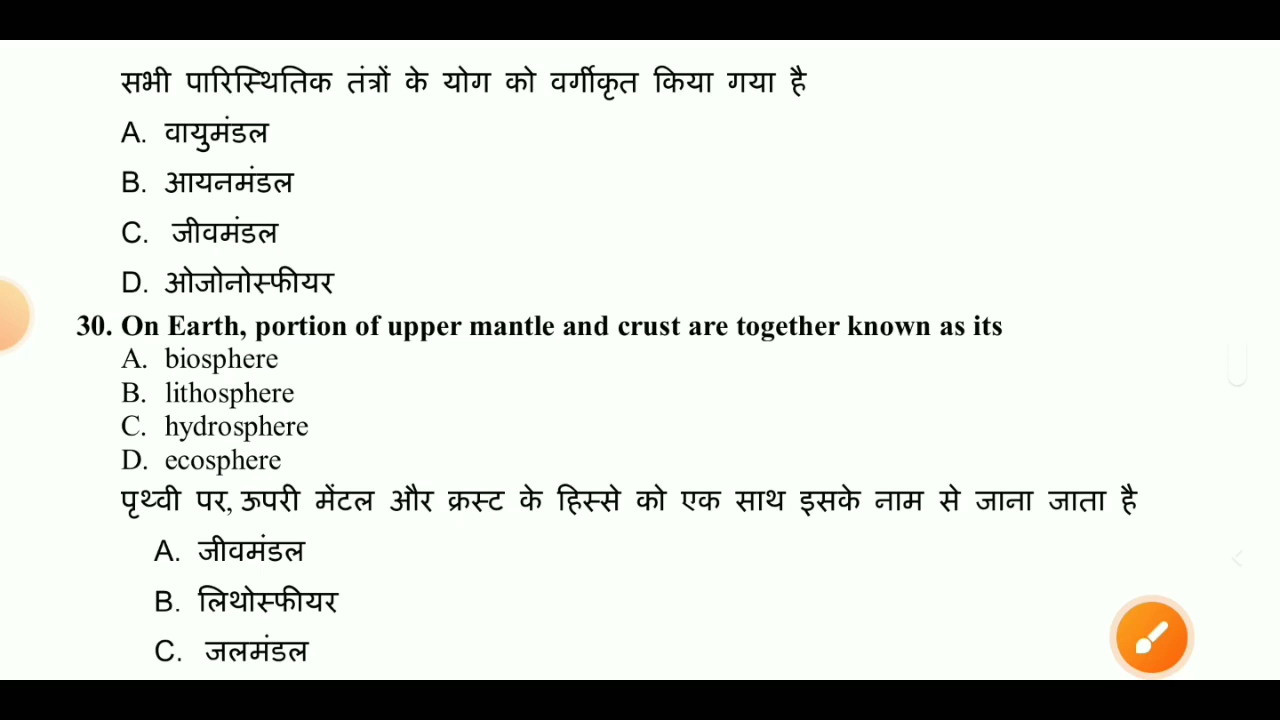 सभी पारिस्थितिक तंत्रों के योग को वर्गीकृत किया गया है
A. वायुमंडल
B. आयनमंडल
C. जीवमंडल
D. ओजोनोस्फीयर
30. On Earth, portion of upper mantle and crust are together known as its
A. biosphere
B. lithosphere
C. hydrosphere
D. ecosphere
पृथ्वी पर, ऊपरी मेंटल और क्रस्ट के हिस्से को एक साथ इसके नाम से जाना जाता है
A. जीवमंडल
B. लिथोस्फीयर
C. जलमंडल